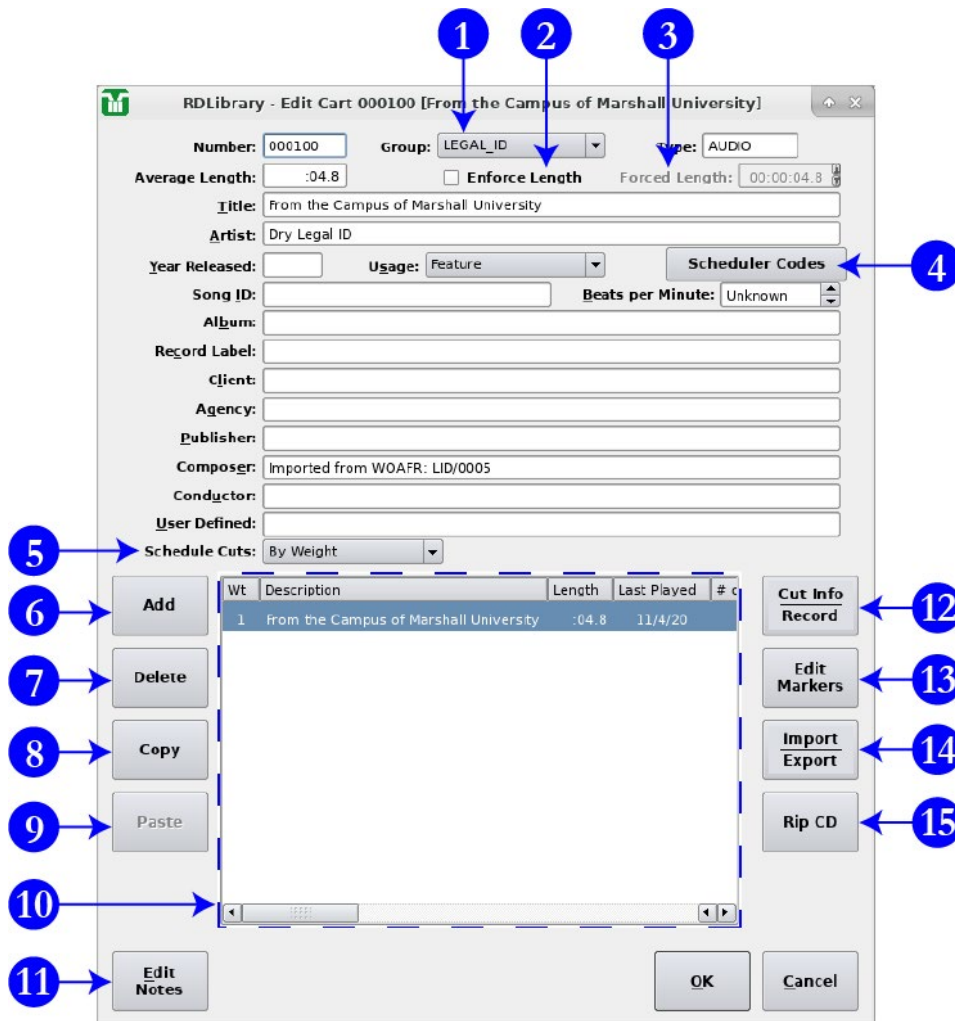 1 2 3
RDLibrary - Edit Cart 000100 [From the Campus of Marshall University]
Number: 000100 Group: LEGAL_ID Type: AUDIO
Average Length: :04.8 Enforce Length Forced Length: 00:00:04.8
Title: From the Campus of Marshall University
Artist: Dry Legal ID
Year Released: Usage: Feature Scheduler Codes 4
Song ID: Beats per Minute: Unknown
Album:
Record Label:
Client:
Agency:
Publisher:
Composer: Imported from WOAFR: LID/0005
Conductor:
User Defined:
5 Schedule Cuts: By Weight
Wt Description Length Last Played # c
6 Add
1 From the Campus of Marshall University :04.8 11/4/20
Cut Info
Record 12
7 Delete
Edit
Markers 13
8 Copy
Import
Export 14
9 Paste
Rip CD 15
10
11 Edit
Notes
OK Cancel